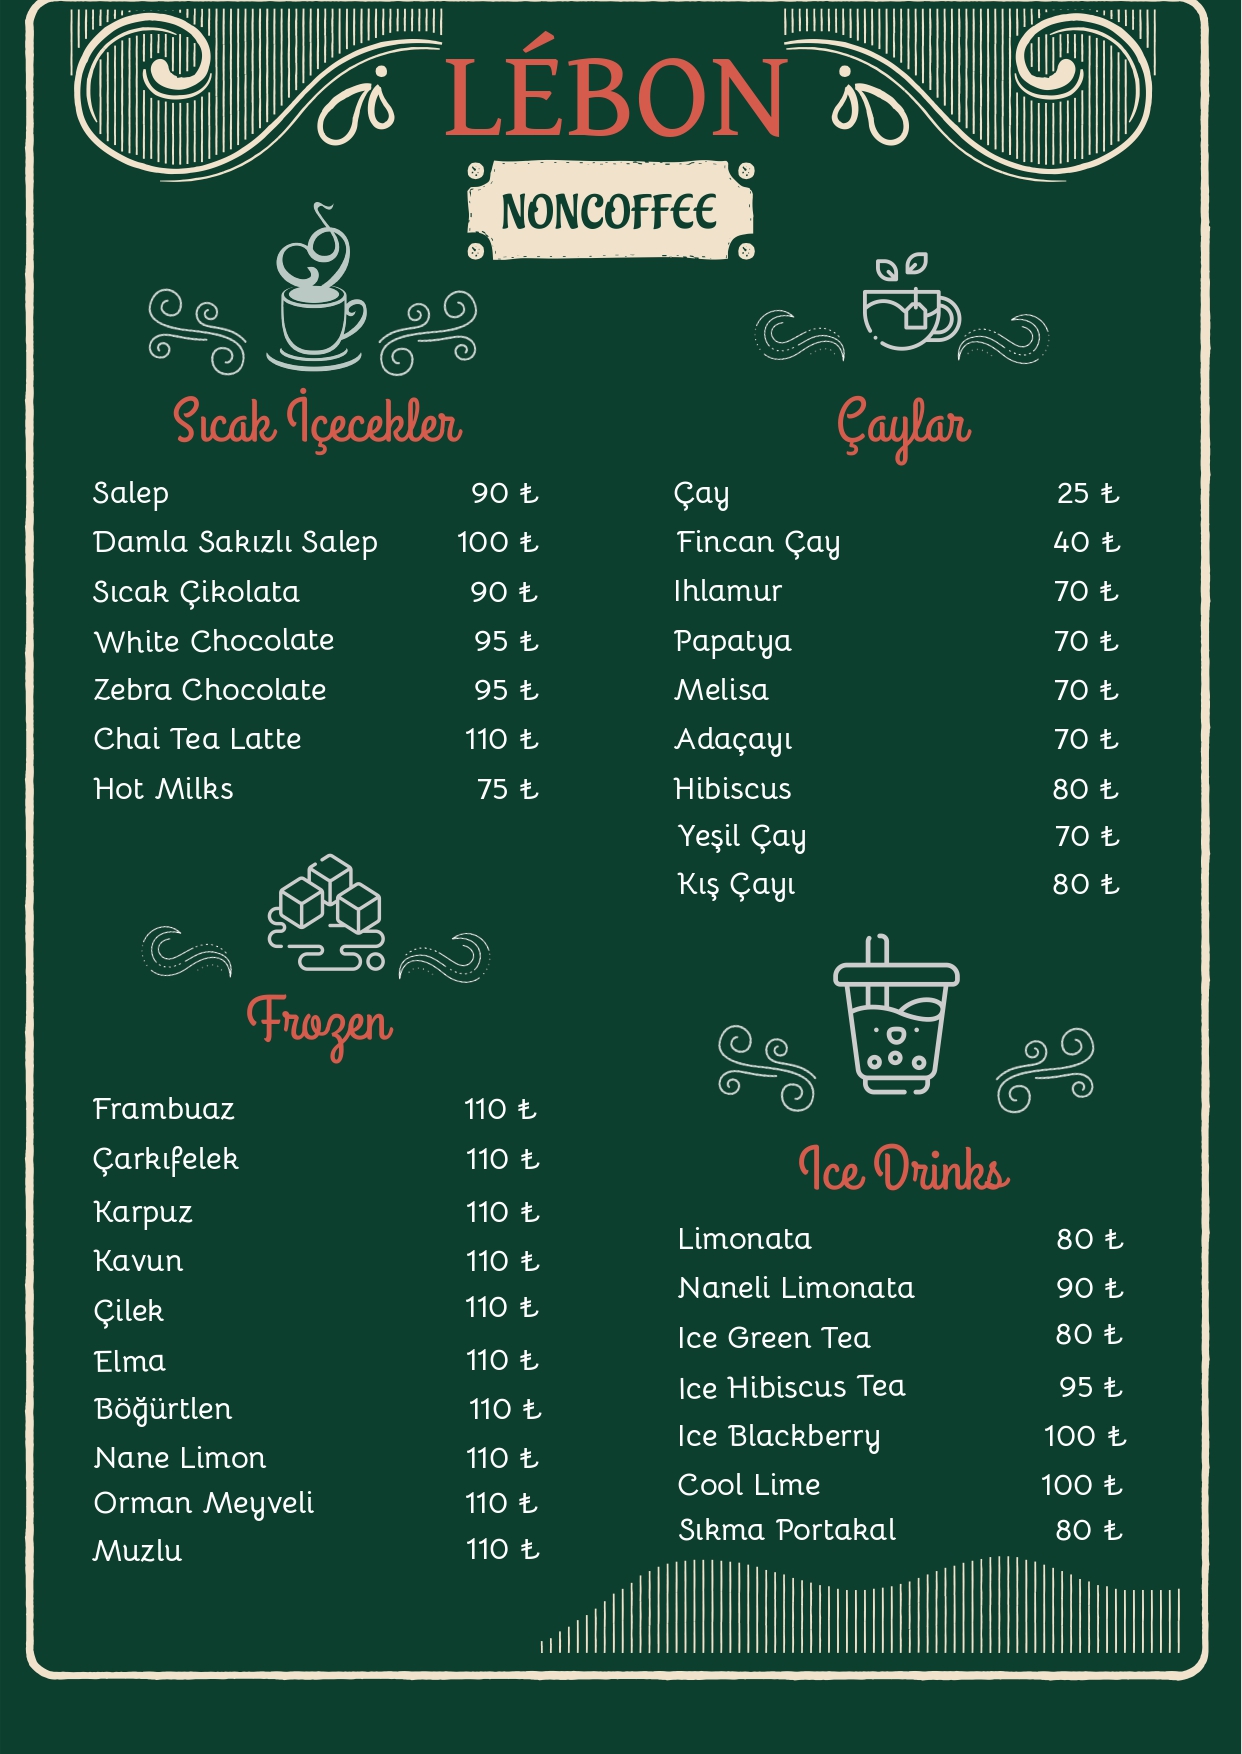 LÉBON
NONCOFFEE
Sıcak İçecekler
Salep 90 ₺
Damla Sakızlı Salep 100 ₺
Sıcak Çikolata 90 ₺
White Chocolate 95 ₺
Zebra Chocolate 95 ₺
Chai Tea Latte 110 ₺
Hot Milks 75 ₺
Frozen
Frambuaz 110 ₺
Çarkıfelek 110 ₺
Karpuz 110 ₺
Kavun 110 ₺
Çilek 110 ₺
Elma 110 ₺
Böğürtlen 110 ₺
Nane Limon 110 ₺
Orman Meyveli 110 ₺
Muzlu 110 ₺
Çaylar
Çay 25 ₺
Fincan Çay 40 ₺
Ihlamur 70 ₺
Papatya 70 ₺
Melisa 70 ₺
Adaçayı 70 ₺
Hibiscus 80 ₺
Yeşil Çay 70 ₺
Kış Çayı 80 ₺
Ice Drinks
Limonata 80 ₺
Naneli Limonata 90 ₺
Ice Green Tea 80 ₺
Ice Hibiscus Tea 95 ₺
Ice Blackberry 100 ₺
Cool Lime 100 ₺
Sıkma Portakal 80 ₺